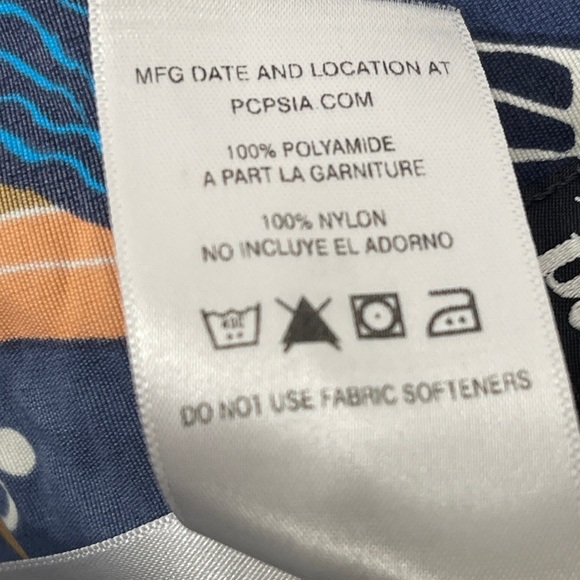 MFG DATE AND LOCATION AT
PCPSIA.COM
100% POLYAMIDE
A PART LA GARNITURE
100% NYLON
NO INCLUYE EL ADORNO
DO NOT USE FABRIC SOFTENERS